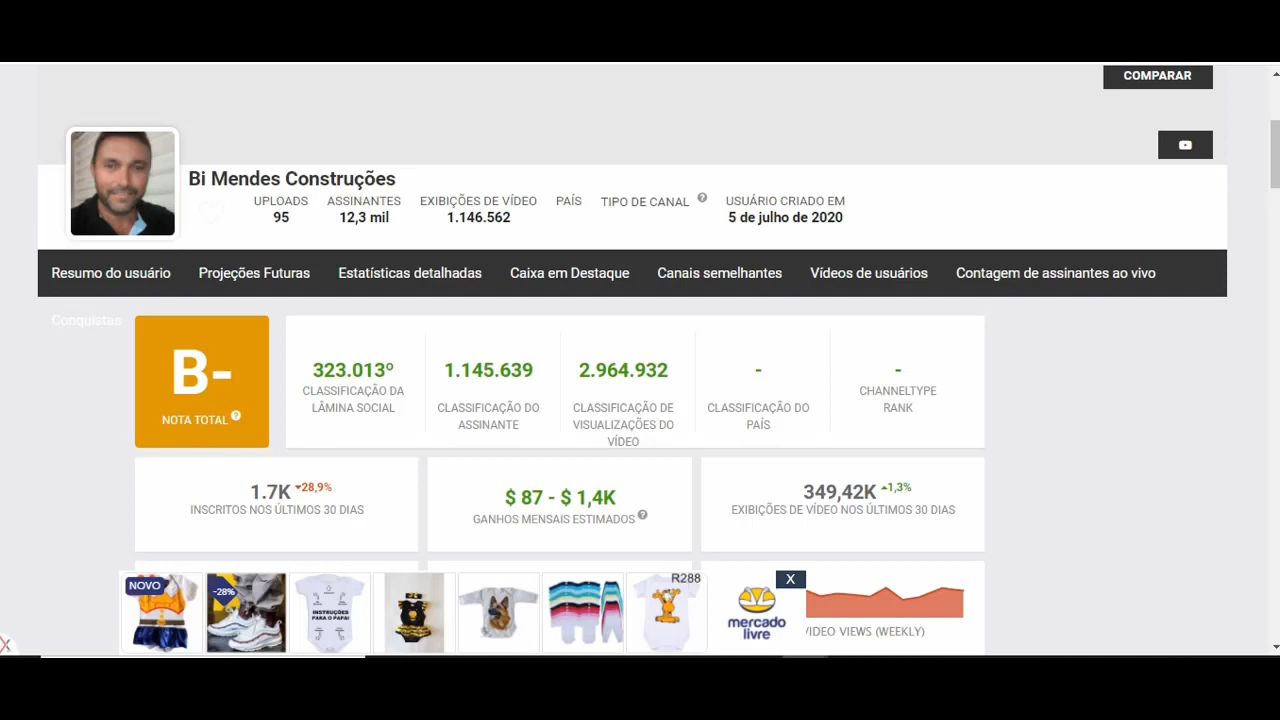 COMPARAR
Bi Mendes Construções
UPLOADS
95
ASSINANTES
12,3 mil
EXIBIÇÕES DE VÍDEO
1.146.562
PAÍS
TIPO DE CANAL ?
USUÁRIO CRIADO EM
5 de julho de 2020
Resumo do usuário
Projeções Futuras
Estatísticas detalhadas
Caixa em Destaque
Canais semelhantes
Vídeos de usuários
Contagem de assinantes ao vivo
Conquistas
B-
NOTA TOTAL ?
323.013º
CLASSIFICAÇÃO DA
LÂMINA SOCIAL
1.145.639
CLASSIFICAÇÃO DO
ASSINANTE
2.964.932
CLASSIFICAÇÃO DE
VISUALIZAÇÕES DO
VÍDEO
-
CLASSIFICAÇÃO DO
PAÍS
-
CHANNELTYPE
RANK
1.7K 28,9%
INSCRITOS NOS ÚLTIMOS 30 DIAS
$ 87 - $ 1,4K
GANHOS MENSAIS ESTIMADOS ?
349,42K 1,3%
EXIBIÇÕES DE VÍDEO NOS ÚLTIMOS 30 DIAS
NOVO
-28%
INSTRUÇÕES
PARA O PAPAI
R288
X
mercado
livre
VIDEO VIEWS (WEEKLY)